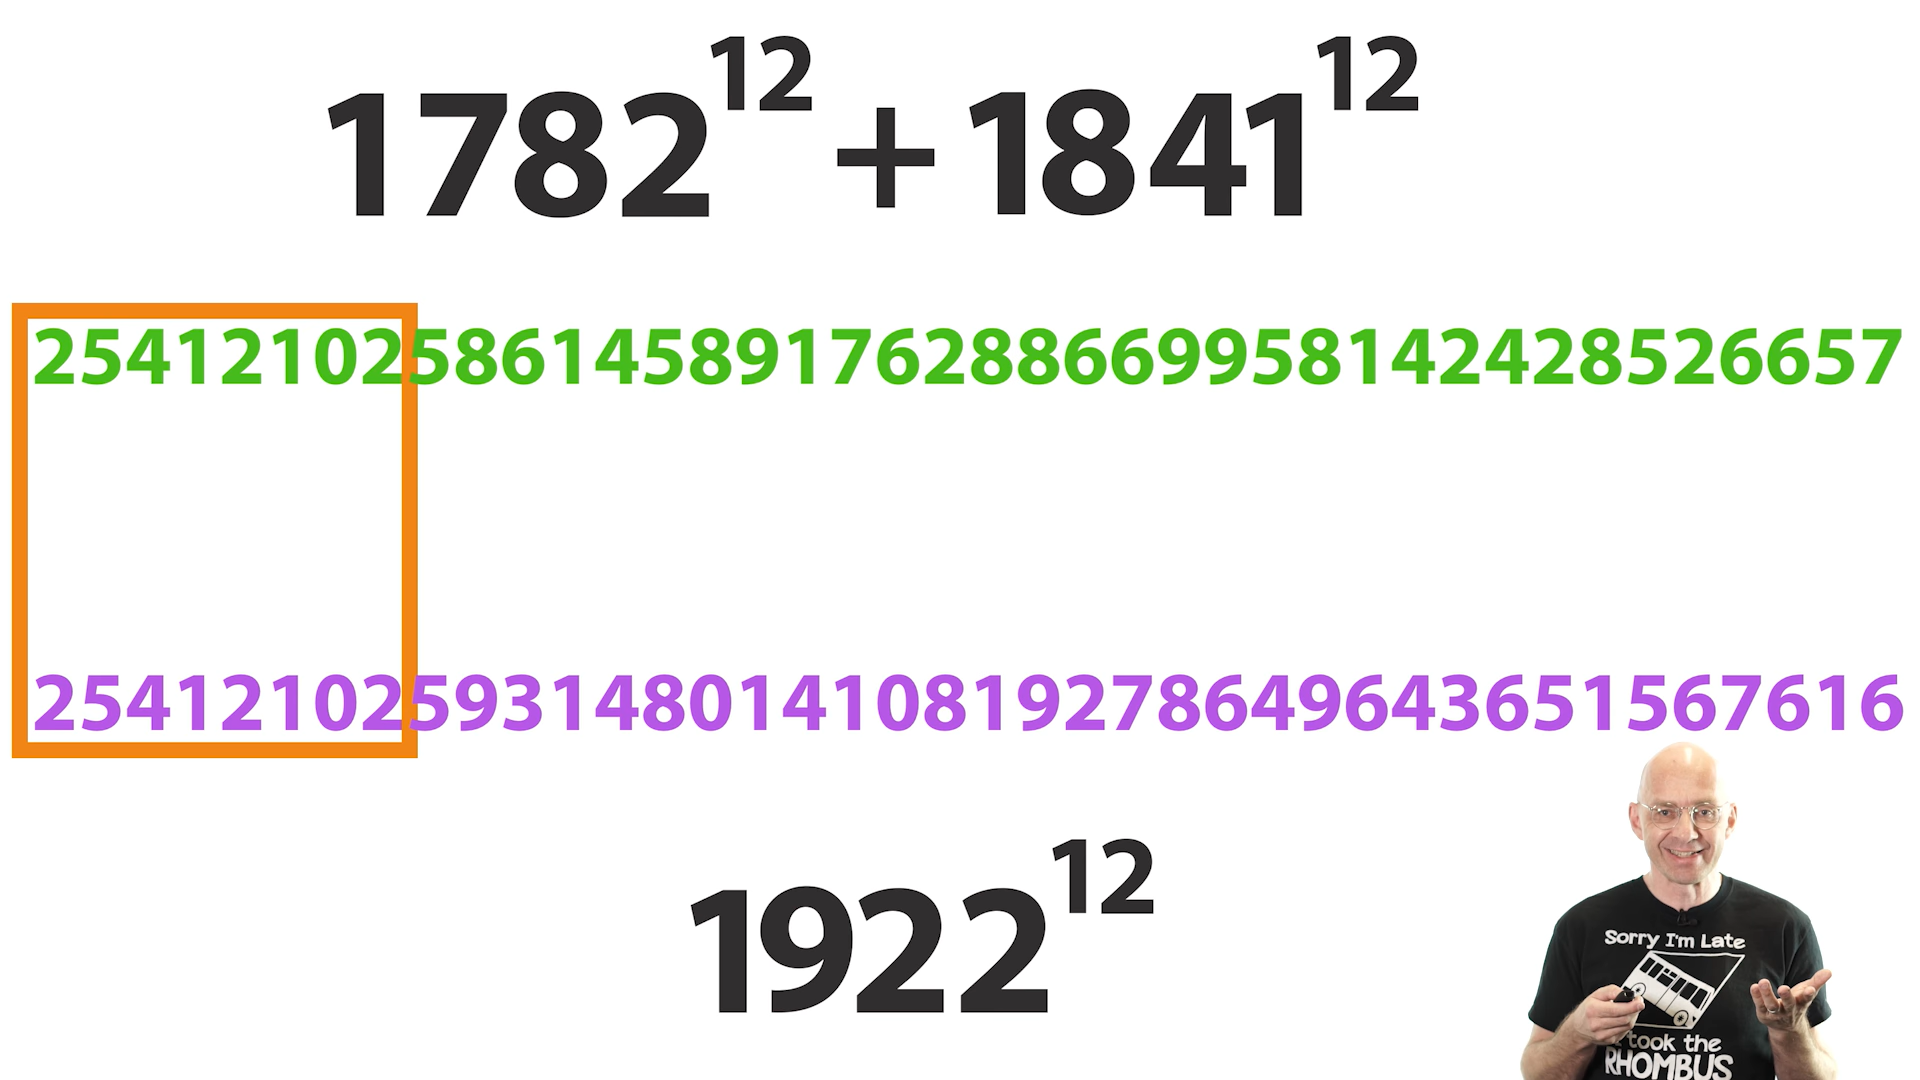 1782¹² + 1841¹²
2541210258614589176288669958142428526657
2541210259314801410819278649643651567616
1922¹²
Sorry I'm Late
I took the
RHOMBUS